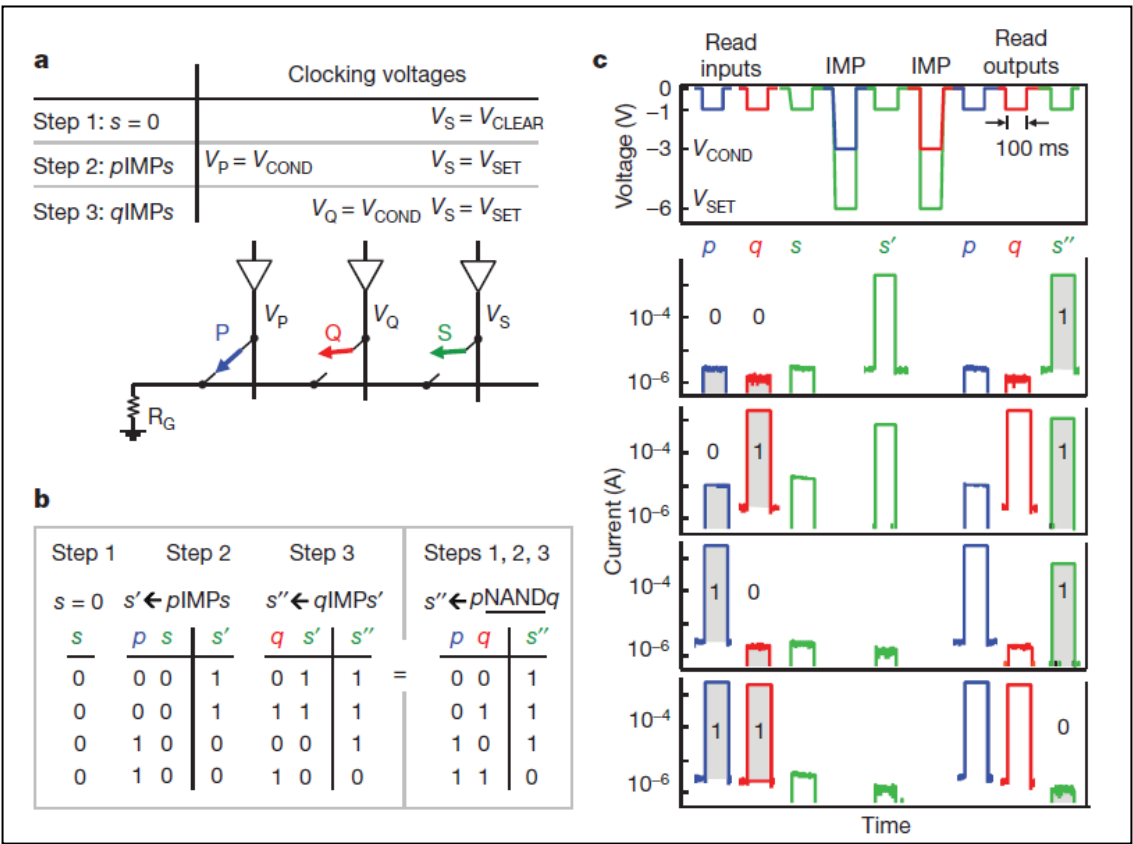 a
Clocking voltages
Step 1: s = 0 V_S = V_CLEAR
Step 2: pIMPs V_P = V_COND V_S = V_SET
Step 3: qIMPs V_Q = V_COND V_S = V_SET
V_P V_Q V_S
P Q S
R_G
b
Step 1 Step 2 Step 3 Steps 1, 2, 3
s = 0 s′ ← pIMPs s″ ← qIMPs′ s″ ← pNANDq
s p s s′ q s′ s″ p q s″
0 0 0 1 0 1 1 = 0 0 1
0 0 0 1 1 1 1 0 1 1
0 1 0 0 0 0 1 1 0 1
0 1 0 0 1 0 0 1 1 0
c
Read inputs IMP IMP Read outputs
Voltage (V)
0
−1
−3 V_COND
−6 V_SET
100 ms
p q s s′ p q s″
Current (A)
10⁻⁴ 0 0 1
10⁻⁶
10⁻⁴ 0 1 1
10⁻⁶
10⁻⁴ 1 0 1
10⁻⁶
10⁻⁴ 1 1 0
10⁻⁶
Time